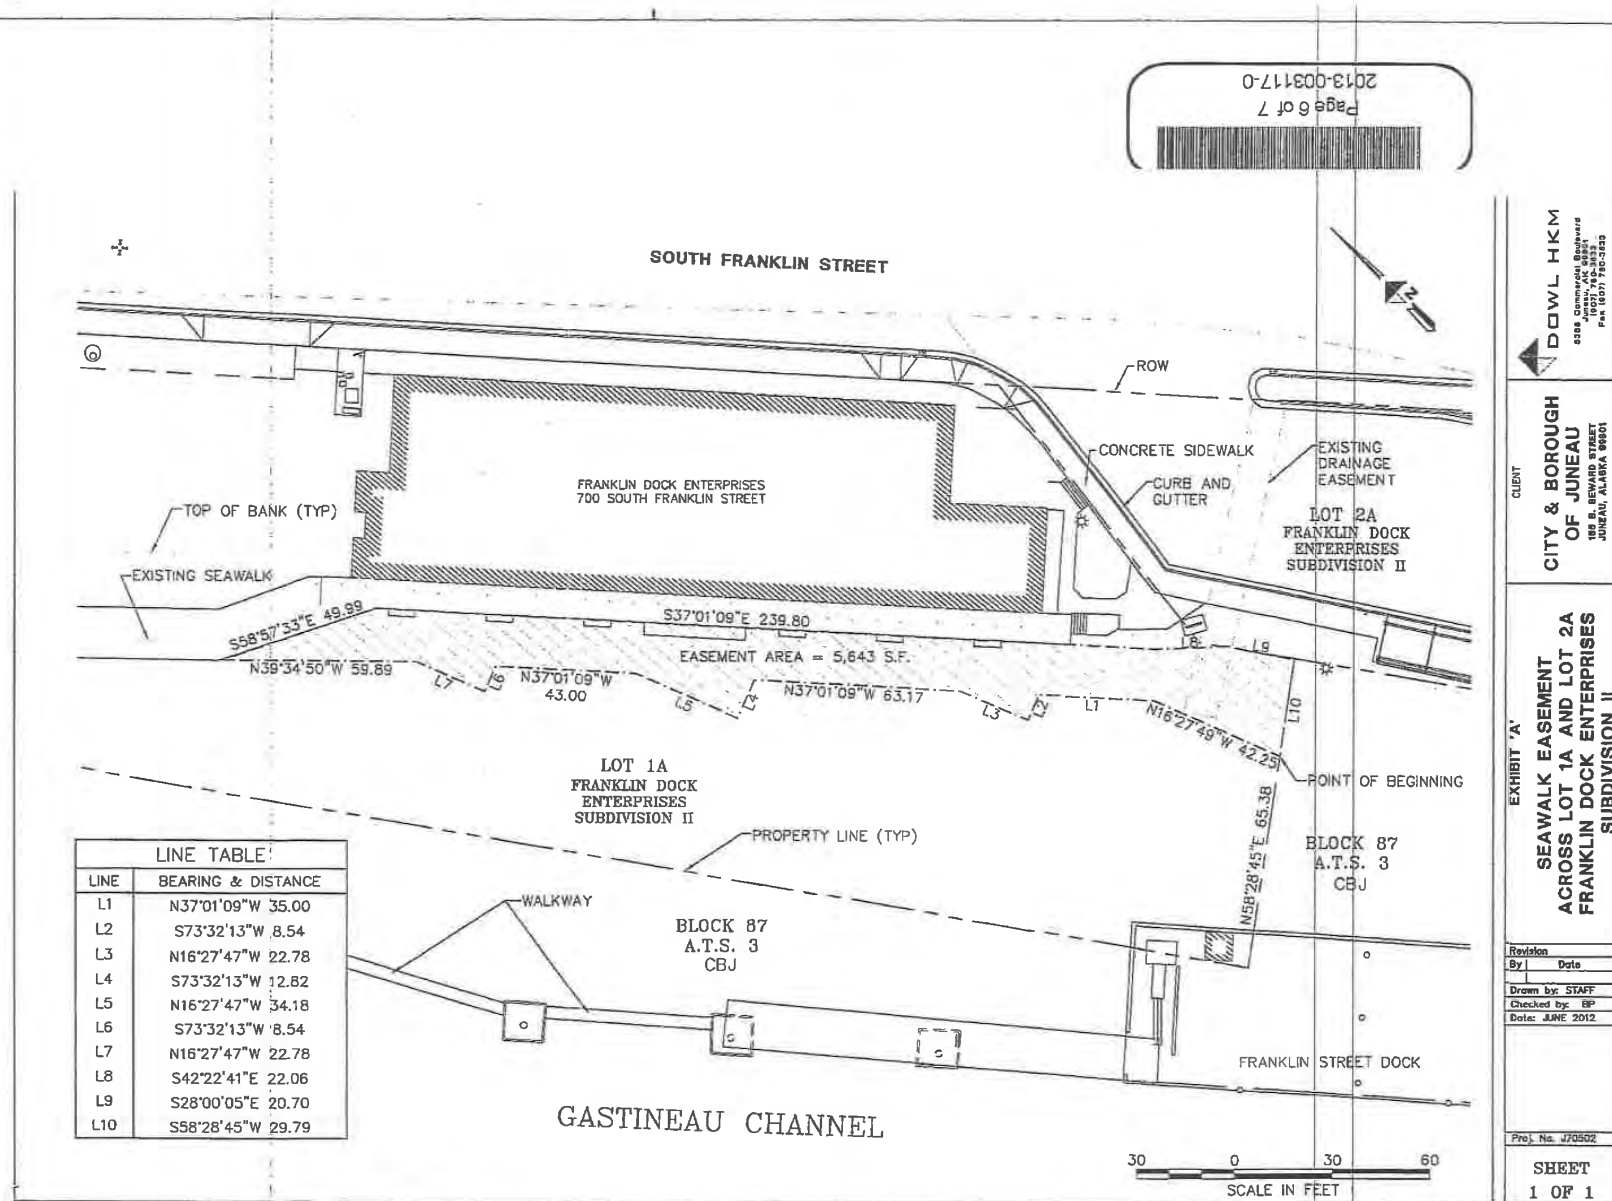 2013-003117-0
Page 6 of 7
SOUTH FRANKLIN STREET
N
ROW
CONCRETE SIDEWALK
CURB AND
GUTTER
EXISTING
DRAINAGE
EASEMENT
LOT 2A
FRANKLIN DOCK
ENTERPRISES
SUBDIVISION II
FRANKLIN DOCK ENTERPRISES
700 SOUTH FRANKLIN STREET
TOP OF BANK (TYP)
EXISTING SEAWALK
S58°57'33"E 49.99
S37°01'09"E 239.80
EASEMENT AREA = 5,643 S.F.
N39°34'50"W 59.89
L7
L6
N37°01'09"W
43.00
L5
L4
N37°01'09"W 63.17
L3
L2
L1
N16°27'49"W 42.25
L8
L9
L10
POINT OF BEGINNING
N58°28'45"E 65.38
LOT 1A
FRANKLIN DOCK
ENTERPRISES
SUBDIVISION II
PROPERTY LINE (TYP)
BLOCK 87
A.T.S. 3
CBJ
WALKWAY
BLOCK 87
A.T.S. 3
CBJ
FRANKLIN STREET DOCK
GASTINEAU CHANNEL
LINE TABLE
LINE BEARING & DISTANCE
L1 N37°01'09"W 35.00
L2 S73°32'13"W 8.54
L3 N16°27'47"W 22.78
L4 S73°32'13"W 12.82
L5 N16°27'47"W 34.18
L6 S73°32'13"W 8.54
L7 N16°27'47"W 22.78
L8 S42°22'41"E 22.06
L9 S28°00'05"E 20.70
L10 S58°28'45"W 29.79
30 0 30 60
SCALE IN FEET
DOWL HKM
Juneau, AK 99801
CLIENT
CITY & BOROUGH
OF JUNEAU
JUNEAU, ALASKA 99801
EXHIBIT 'A'
SEAWALK EASEMENT
ACROSS LOT 1A AND LOT 2A
FRANKLIN DOCK ENTERPRISES
SUBDIVISION II
Revision
By Date
Drawn by: STAFF
Checked by: BP
Date: JUNE 2012
Proj. No. J70502
SHEET
1 OF 1